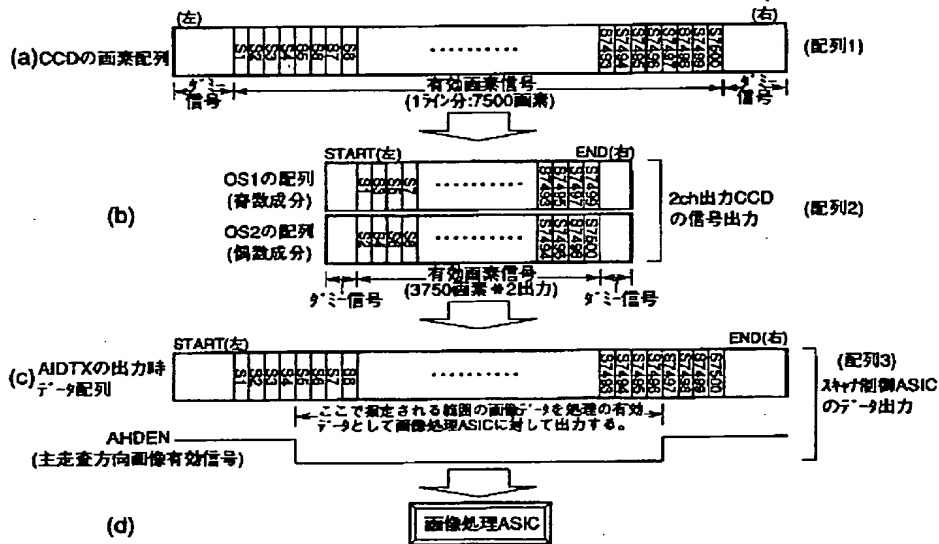 (左) (右)
(a) CCDの画素配列 S1 S2 S3 S4 S5 S6 S7 S8 ・・・・・・・・・・ S7493 S7494 S7495 S7496 S7497 S7498 S7499 S7500 (配列1)
ダミー信号 有効画素信号 ダミー信号
(1ライン分:7500画素)
START(左) END(右)
(b)
OS1の配列 S1 S3 S5 S7 ・・・・・・・・・・ S7493 S7495 S7497 S7499
(奇数成分)
OS2の配列 S2 S4 S6 S8 ・・・・・・・・・・ S7494 S7496 S7498 S7500
(偶数成分)
2ch出力CCD
の信号出力
(配列2)
有効画素信号
(3750画素*2出力)
ダミー信号 ダミー信号
START(左) END(右)
(c) AIDTXの出力時
データ配列
S1 S2 S3 S4 S5 S6 S7 S8 ・・・・・・・・・・ S7493 S7494 S7495 S7496 S7497 S7498 S7499 S7500
(配列3)
スキャナ制御ASIC
のデータ出力
ここで指定される範囲の画像データを処理の有効
データとして画像処理ASICに対して出力する。
AHDEN
(主走査方向画像有効信号)
(d)
画像処理ASIC